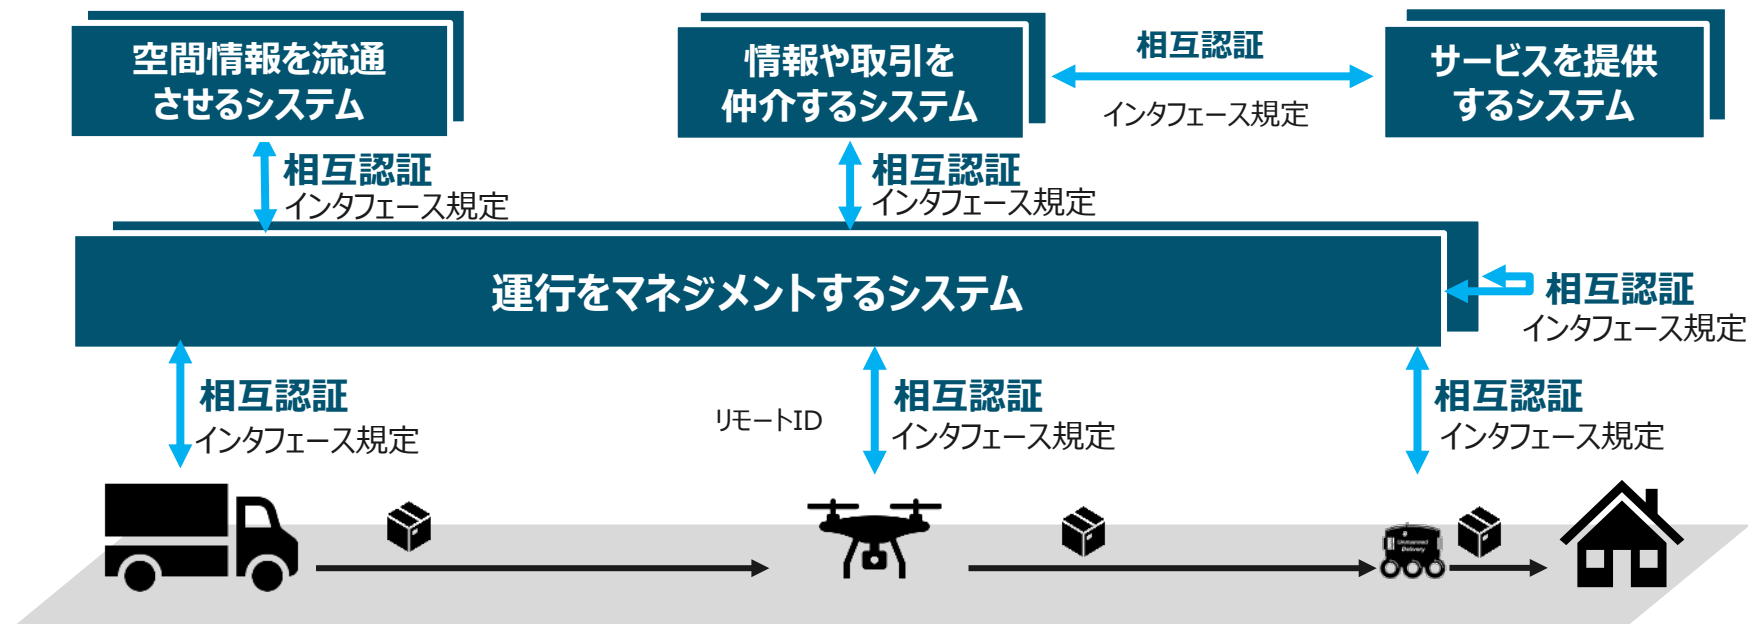 空間情報を流通
させるシステム
情報や取引を
仲介するシステム
相互認証
インタフェース規定
サービスを提供
するシステム
相互認証
インタフェース規定
相互認証
インタフェース規定
運行をマネジメントするシステム
相互認証
インタフェース規定
相互認証
インタフェース規定
リモートID
相互認証
インタフェース規定
相互認証
インタフェース規定
Unmanned
Delivery